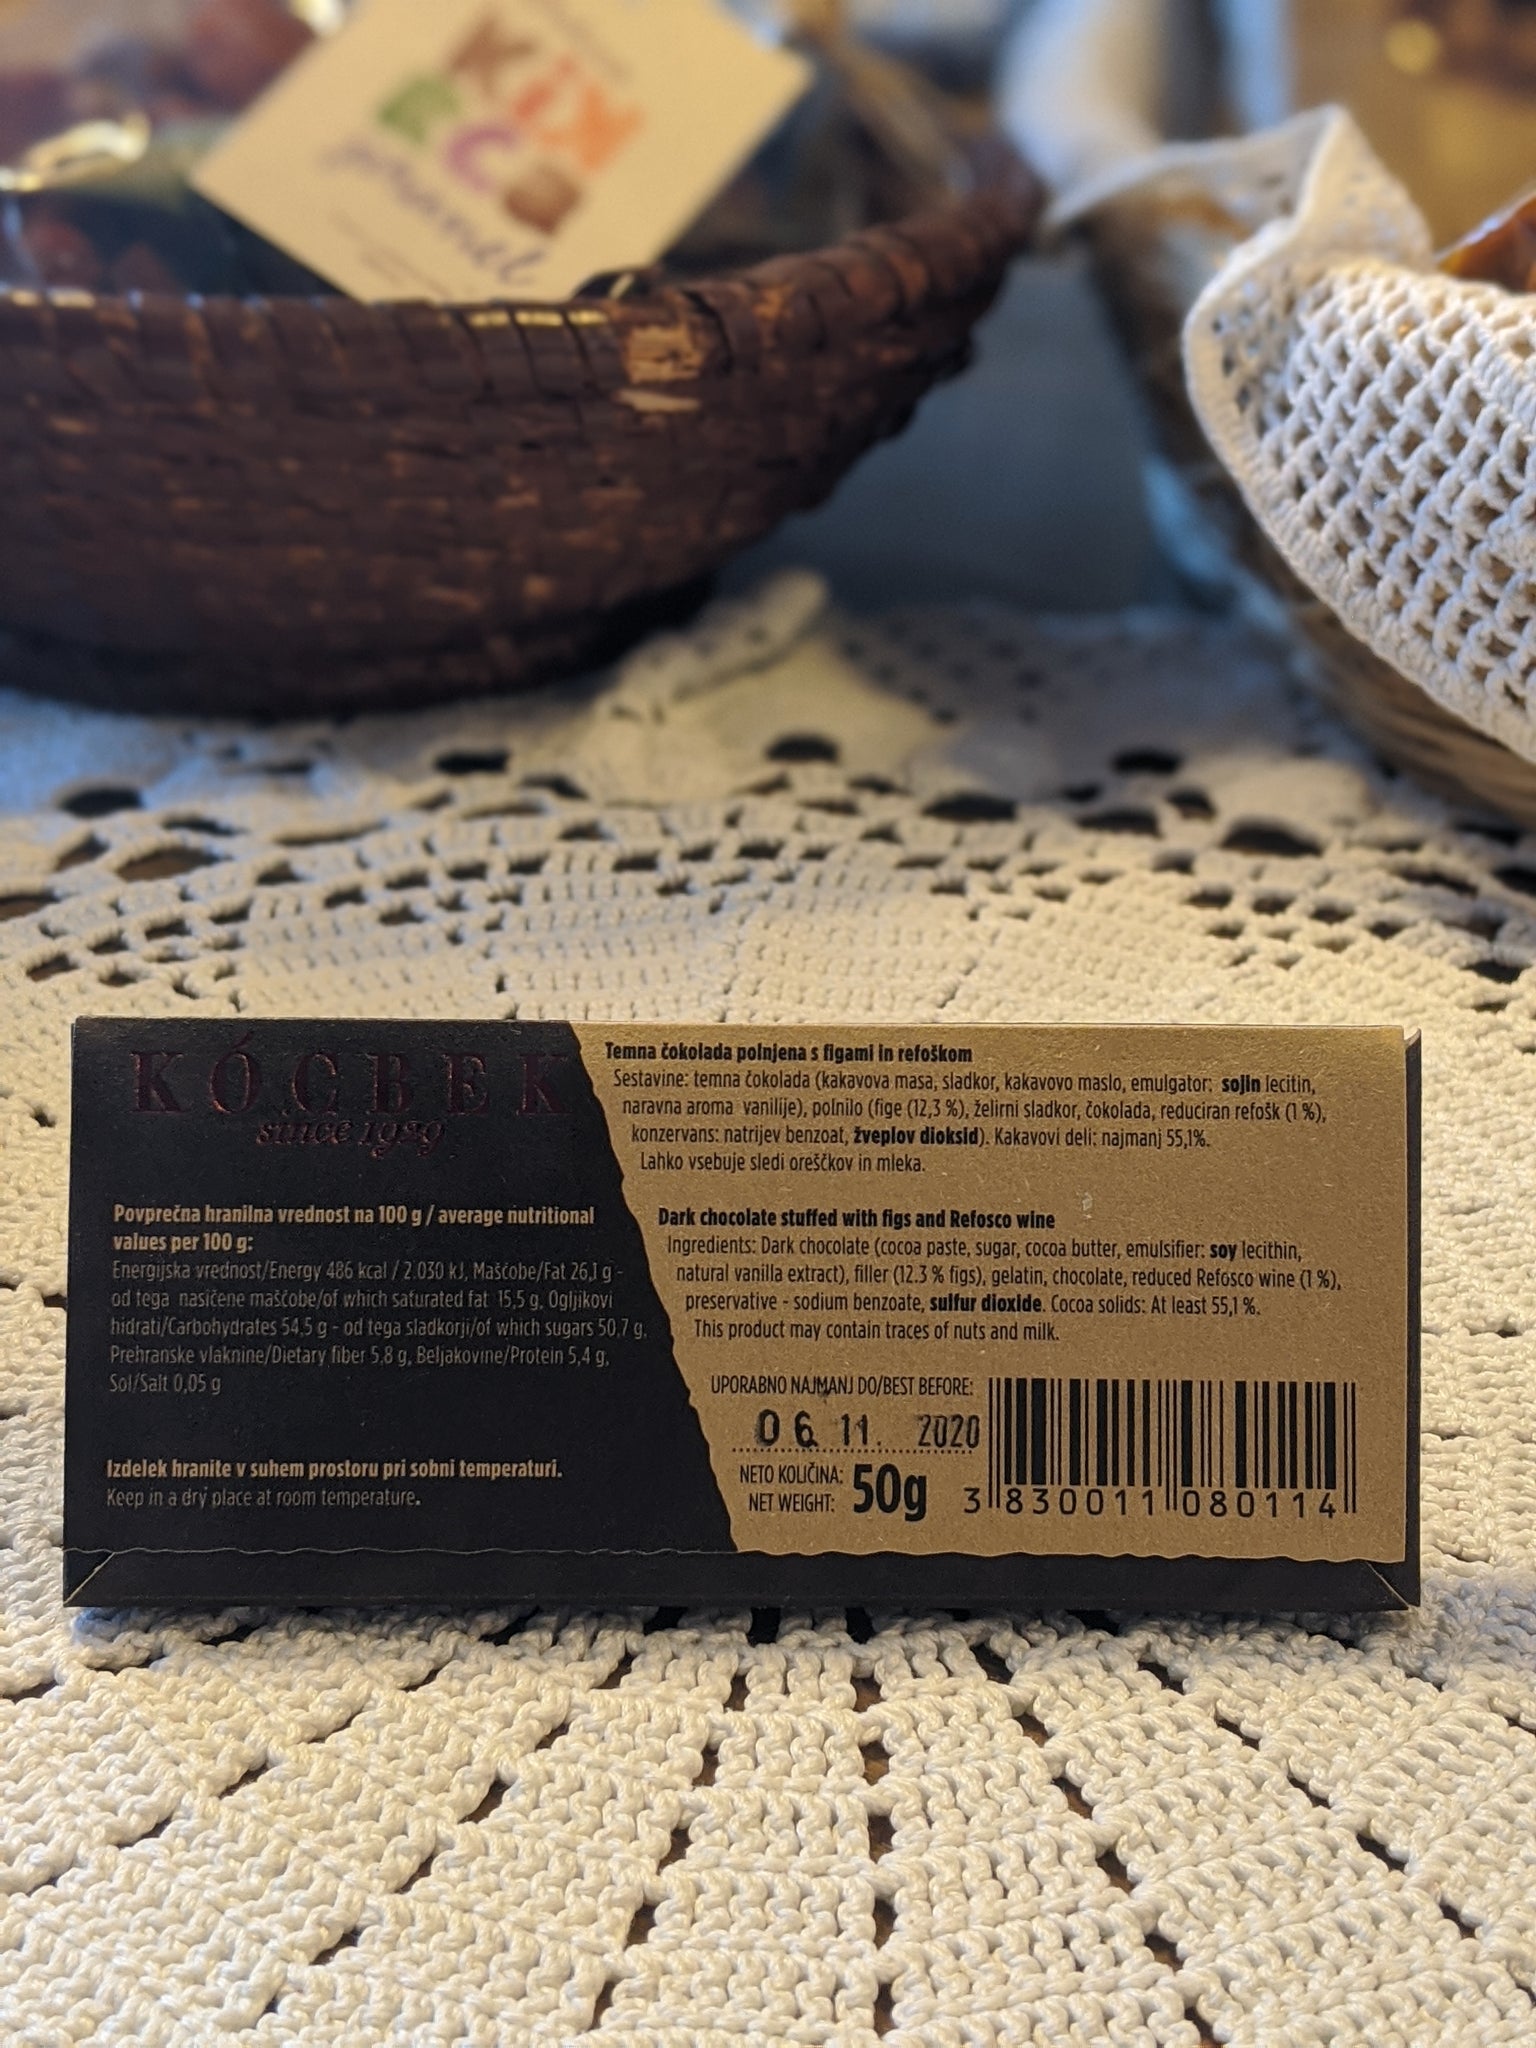 KÓCBEK
since 1929
Povprečna hranilna vrednost na 100 g / average nutritional
values per 100 g:
Energijska vrednost/Energy 486 kcal / 2.030 kJ, Maščobe/Fat 26,1 g -
od tega nasičene maščobe/of which saturated fat 15,5 g, Ogljikovi
hidrati/Carbohydrates 54,5 g - od tega sladkorji/of which sugars 50,7 g,
Prehranske vlaknine/Dietary fiber 5.8 g, Beljakovine/Protein 5,4 g,
Sol/Salt 0,05 g
Izdelek hranite v suhem prostoru pri sobni temperaturi.
Keep in a dry place at room temperature.
Temna čokolada polnjena s figami in refoškom
Sestavine: temna čokolada (kakavova masa, sladkor, kakavovo maslo, emulgator: sojin lecitin,
naravna aroma vanilije), polnilo (fige (12,3 %), želirni sladkor, čokolada, reduciran refošk (1 %),
konzervans: natrijev benzoat, žveplov dioksid). Kakavovi deli: najmanj 55,1%.
Lahko vsebuje sledi oreščkov in mleka.
Dark chocolate stuffed with figs and Refosco wine
Ingredients: Dark chocolate (cocoa paste, sugar, cocoa butter, emulsifier: soy lecithin,
natural vanilla extract), filler (12.3 % figs), gelatin, chocolate, reduced Refosco wine (1 %),
preservative - sodium benzoate, sulfur dioxide. Cocoa solids: At least 55,1 %.
This product may contain traces of nuts and milk.
UPORABNO NAJMANJ DO/BEST BEFORE:
06. 11. 2020
NETO KOLIČINA:
NET WEIGHT: 50g
3 830011 080114